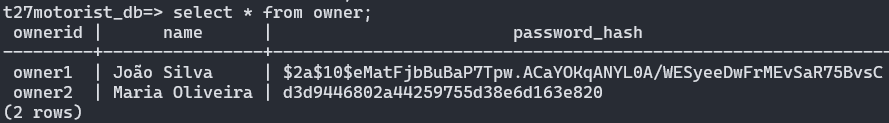 t27motorist_db=> select * from owner;
 ownerid |      name      |                        password_hash
---------+----------------+--------------------------------------------------------------
 owner1  | João Silva     | $2a$10$eMatFjbBuBaP7Tpw.ACaYOKqANYL0A/WESyeeDwFrMEvSaR75BvsC
 owner2  | Maria Oliveira | d3d9446802a44259755d38e6d163e820
(2 rows)